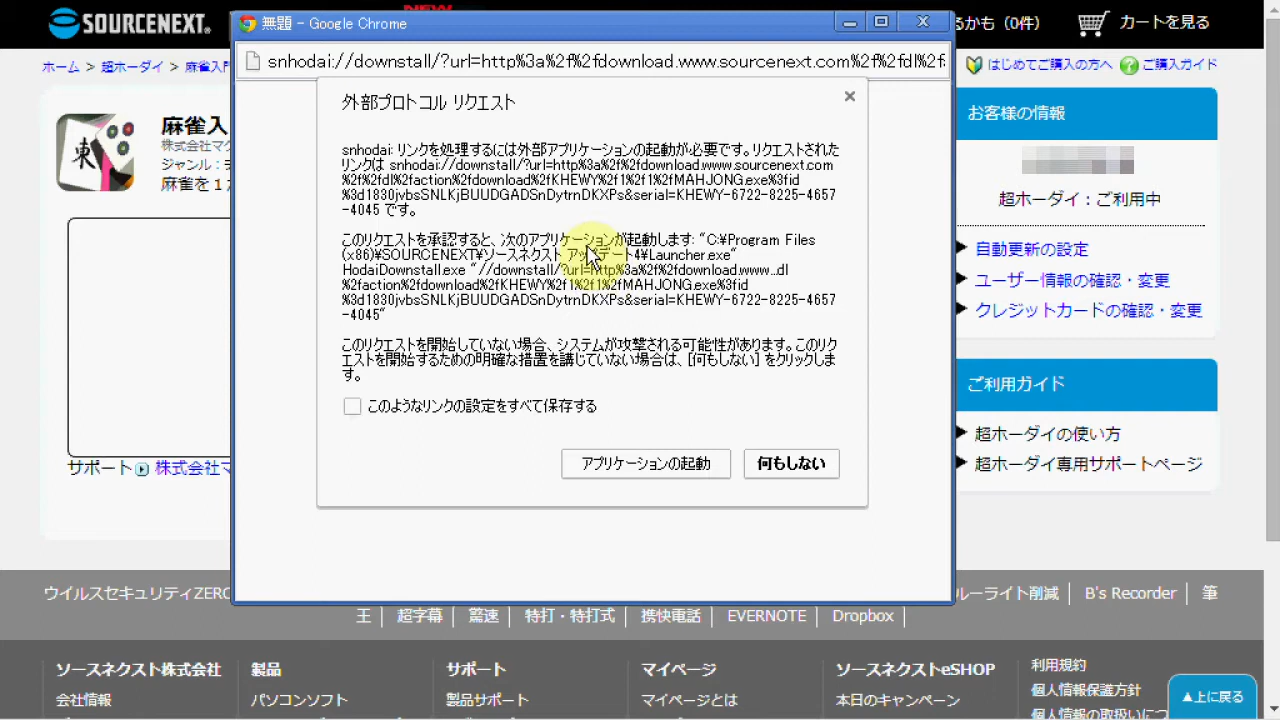 SOURCENEXT.
NEW
無題 - Google Chrome
るかも (0件)
カートを見る
ホーム > 超ホーダイ > 麻雀入門
snhodai://downstall/?url=http%3a%2f%2fdownload.www.sourcenext.com%2f%2fdl%2f
はじめてご購入の方へ
ご購入ガイド
外部プロトコル リクエスト
snhodai: リンクを処理するには外部アプリケーションの起動が必要です。リクエストされた
リンクは snhodai://downstall/?url=http%3a%2f%2fdownload.www.sourcenext.com
%2f%2fdl%2faction%2fdownload%2fKHEWY%2f1%2f1%2fMAHJONG.exe%3fid
%3d1830jvbsSNLKjBUUDGADSnDytrnDKXPs&serial=KHEWY-6722-8225-4657
-4045 です。
このリクエストを承認すると、次のアプリケーションが起動します: "C:¥Program Files
(x86)¥SOURCENEXT¥ソースネクスト アップデート4¥Launcher.exe"
HodaiDownstall.exe "//downstall/?url=http%3a%2f%2fdownload.www...dl
%2faction%2fdownload%2fKHEWY%2f1%2f1%2fMAHJONG.exe%3fid
%3d1830jvbsSNLKjBUUDGADSnDytrnDKXPs&serial=KHEWY-6722-8225-4657
-4045"
このリクエストを開始していない場合、システムが攻撃される可能性があります。このリク
エストを開始するための明確な措置を講じていない場合は、[何もしない] をクリックしま
す。
このようなリンクの設定をすべて保存する
アプリケーションの起動
何もしない
東
麻雀入
株式会社マク
ジャンル：
麻雀を１
サポート
株式会社マ
お客様の情報
超ホーダイ：ご利用中
自動更新の設定
ユーザー情報の確認・変更
クレジットカードの確認・変更
ご利用ガイド
超ホーダイの使い方
超ホーダイ専用サポートページ
ウイルスセキュリティZERO
ルーライト削減
B's Recorder
筆
王
超字幕
驚速
特打・特打式
携快電話
EVERNOTE
Dropbox
ソースネクスト株式会社
製品
サポート
マイページ
ソースネクストeSHOP
利用規約
会社情報
パソコンソフト
製品サポート
マイページとは
本日のキャンペーン
個人情報保護方針
個人情報の取扱いにつ
▲上に戻る